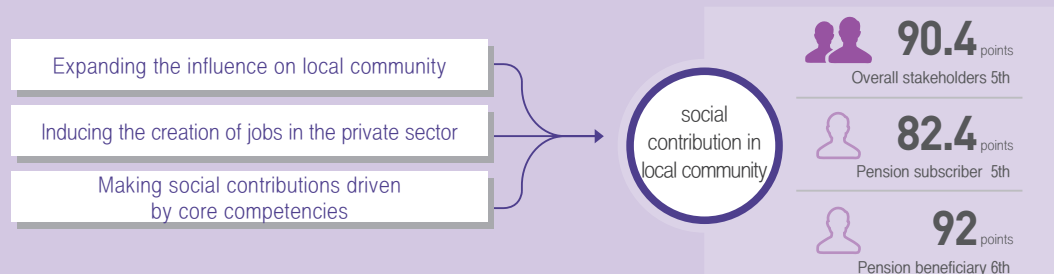 Expanding the influence on local community
Inducing the creation of jobs in the private sector
Making social contributions driven
by core competencies
social
contribution in
local community
90.4 points
Overall stakeholders 5th
82.4 points
Pension subscriber 5th
92 points
Pension beneficiary 6th